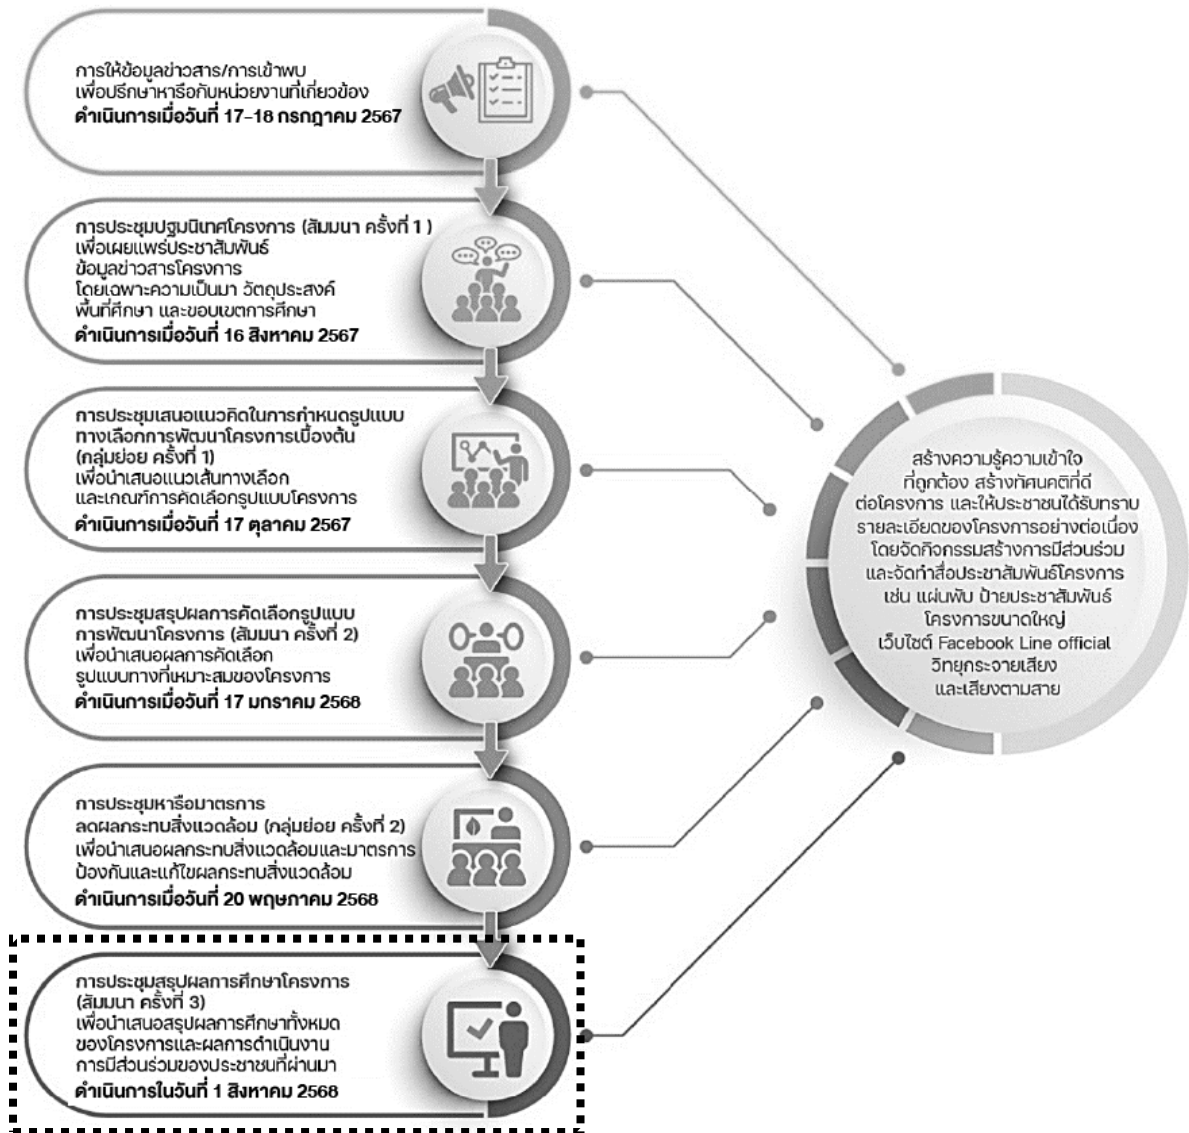 การให้ข้อมูลข่าวสาร/การเข้าพบ
เพื่อปรึกษาหารือกับหน่วยงานที่เกี่ยวข้อง
ดำเนินการเมื่อวันที่ 17-18 กรกฎาคม 2567
การประชุมปฐมนิเทศโครงการ (สัมมนา ครั้งที่ 1 )
เพื่อเผยแพร่ประชาสัมพันธ์
ข้อมูลข่าวสารโครงการ
โดยเฉพาะความเป็นมา วัตถุประสงค์
พื้นที่ศึกษา และขอบเขตการศึกษา
ดำเนินการเมื่อวันที่ 16 สิงหาคม 2567
การประชุมเสนอแนวคิดในการกำหนดรูปแบบ
ทางเลือกการพัฒนาโครงการเบื้องต้น
(กลุ่มย่อย ครั้งที่ 1)
เพื่อนำเสนอแนวเส้นทางเลือก
และเกณฑ์การคัดเลือกรูปแบบโครงการ
ดำเนินการเมื่อวันที่ 17 ตุลาคม 2567
การประชุมสรุปผลการคัดเลือกรูปแบบ
การพัฒนาโครงการ (สัมมนา ครั้งที่ 2)
เพื่อนำเสนอผลการคัดเลือก
รูปแบบทางที่เหมาะสมของโครงการ
ดำเนินการเมื่อวันที่ 17 มกราคม 2568
การประชุมหารือมาตรการ
ลดผลกระทบสิ่งแวดล้อม (กลุ่มย่อย ครั้งที่ 2)
เพื่อนำเสนอผลกระทบสิ่งแวดล้อมและมาตรการ
ป้องกันและแก้ไขผลกระทบสิ่งแวดล้อม
ดำเนินการเมื่อวันที่ 20 พฤษภาคม 2568
การประชุมสรุปผลการศึกษาโครงการ
(สัมมนา ครั้งที่ 3)
เพื่อนำเสนอสรุปผลการศึกษาทั้งหมด
ของโครงการและผลการดำเนินงาน
การมีส่วนร่วมของประชาชนที่ผ่านมา
ดำเนินการในวันที่ 1 สิงหาคม 2568
สร้างความรู้ความเข้าใจ
ที่ถูกต้อง สร้างทัศนคติที่ดี
ต่อโครงการ และให้ประชาชนได้รับทราบ
รายละเอียดของโครงการอย่างต่อเนื่อง
โดยจัดกิจกรรมสร้างการมีส่วนร่วม
และจัดทำสื่อประชาสัมพันธ์โครงการ
เช่น แผ่นพับ ป้ายประชาสัมพันธ์
โครงการขนาดใหญ่
เว็บไซต์ Facebook Line official
วิทยุกระจายเสียง
และเสียงตามสาย